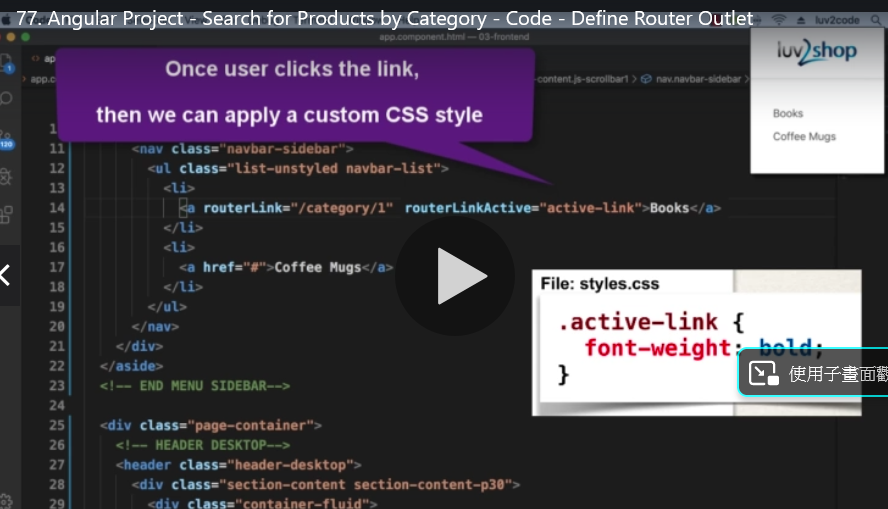 77. Angular Project - Search for Products by Category - Code - Define Router Outlet
luv2code
app.component.html — 03-frontend
Once user clicks the link,
then we can apply a custom CSS style
-content.js-scrollbar1 > nav.navbar-sidebar >
luv2shop
Books
Coffee Mugs
1
120
11 <nav class="navbar-sidebar">
12 <ul class="list-unstyled navbar-list">
13 <li>
14 <a routerLink="/category/1" routerLinkActive="active-link">Books</a>
15 </li>
16 <li>
17 <a href="#">Coffee Mugs</a>
18 </li>
19 </ul>
20 </nav>
21 </div>
22 </aside>
23 <!-- END MENU SIDEBAR-->
24
25 <div class="page-container">
26 <!-- HEADER DESKTOP-->
27 <header class="header-desktop">
28 <div class="section-content section-content-p30">
29 <div class="container-fluid">
File: styles.css
.active-link {
font-weight: bold;
}
使用子畫面觀